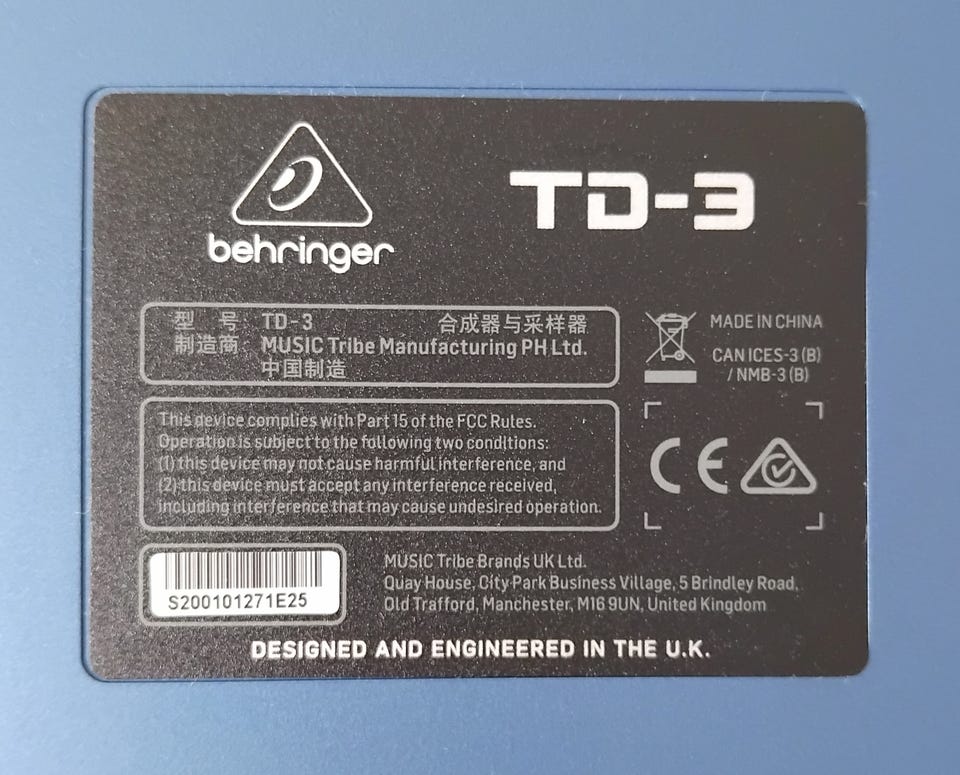 behringer
TD-3
型 号 TD-3 合成器与采样器
制造商 MUSIC Tribe Manufacturing PH Ltd.
中国制造
MADE IN CHINA
CAN ICES-3 (B)
/ NMB-3 (B)
This device complies with Part 15 of the FCC Rules.
Operation is subject to the following two conditions:
(1) this device may not cause harmful interference, and
(2) this device must accept any interference received,
including interference that may cause undesired operation.
CE
S200101271E25
MUSIC Tribe Brands UK Ltd.
Quay House, City Park Business Village, 5 Brindley Road,
Old Trafford, Manchester, M16 9UN, United Kingdom
DESIGNED AND ENGINEERED IN THE U.K.